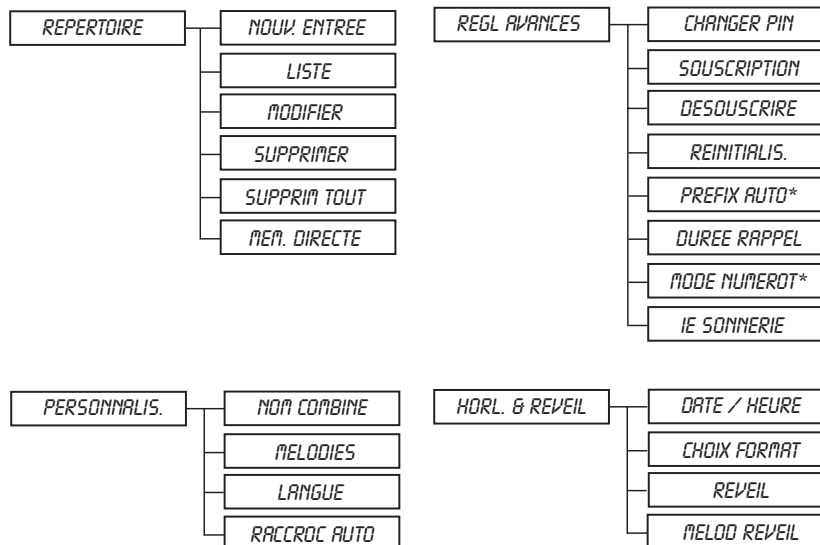 REPERTOIRE
NOUV. ENTREE
LISTE
MODIFIER
SUPPRIMER
SUPPRIM TOUT
MEM. DIRECTE
REGL AVANCES
CHANGER PIN
SOUSCRIPTION
DESOUSCRIRE
REINITIALIS.
PREFIX AUTO*
DUREE RAPPEL
MODE NUMEROT*
IE SONNERIE
PERSONNALIS.
NOM COMBINE
MELODIES
LANGUE
RACCROC AUTO
HORL. & REVEIL
DATE / HEURE
CHOIX FORMAT
REVEIL
MELOD REVEIL